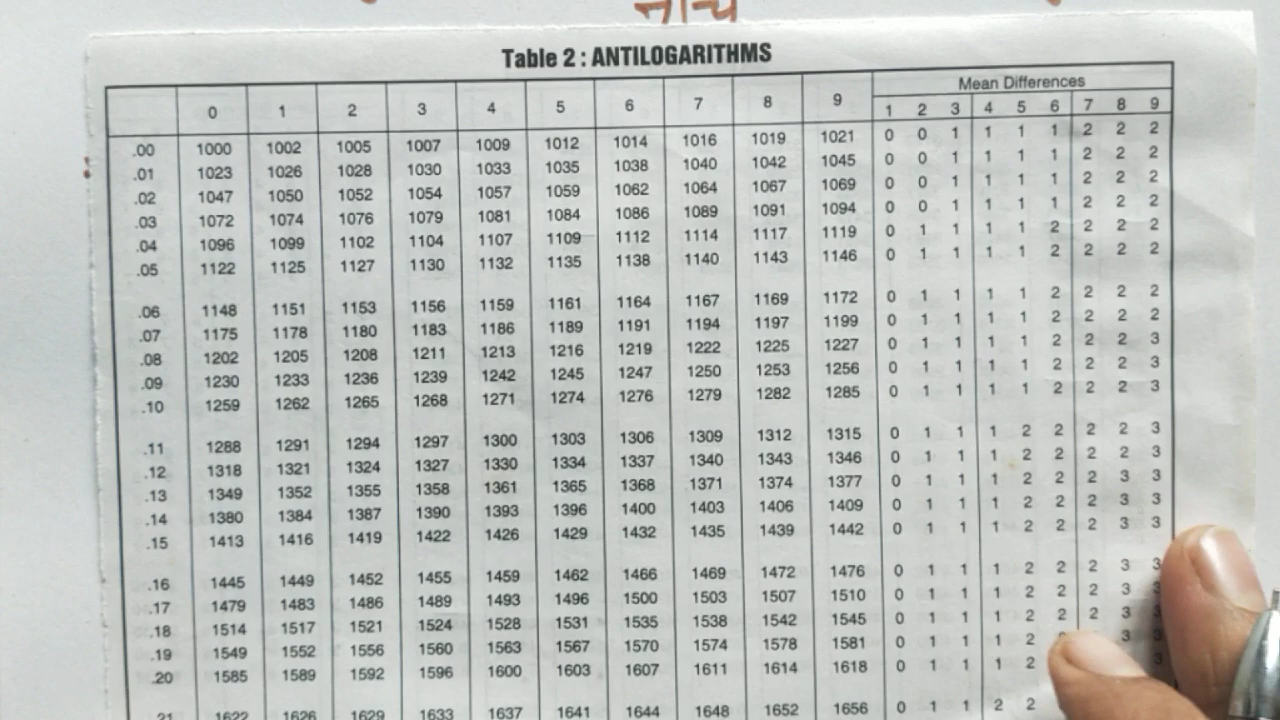 नीचे
Table 2 : ANTILOGARITHMS
Mean Differences
0 1 2 3 4 5 6 7 8 9 1 2 3 4 5 6 7 8 9
.00 1000 1002 1005 1007 1009 1012 1014 1016 1019 1021 0 0 1 1 1 1 2 2 2
.01 1023 1026 1028 1030 1033 1035 1038 1040 1042 1045 0 0 1 1 1 1 2 2 2
.02 1047 1050 1052 1054 1057 1059 1062 1064 1067 1069 0 0 1 1 1 1 2 2 2
.03 1072 1074 1076 1079 1081 1084 1086 1089 1091 1094 0 0 1 1 1 1 2 2 2
.04 1096 1099 1102 1104 1107 1109 1112 1114 1117 1119 0 1 1 1 1 2 2 2 2
.05 1122 1125 1127 1130 1132 1135 1138 1140 1143 1146 0 1 1 1 1 2 2 2 2
.06 1148 1151 1153 1156 1159 1161 1164 1167 1169 1172 0 1 1 1 1 2 2 2 2
.07 1175 1178 1180 1183 1186 1189 1191 1194 1197 1199 0 1 1 1 1 2 2 2 2
.08 1202 1205 1208 1211 1213 1216 1219 1222 1225 1227 0 1 1 1 1 2 2 2 3
.09 1230 1233 1236 1239 1242 1245 1247 1250 1253 1256 0 1 1 1 1 2 2 2 3
.10 1259 1262 1265 1268 1271 1274 1276 1279 1282 1285 0 1 1 1 1 2 2 2 3
.11 1288 1291 1294 1297 1300 1303 1306 1309 1312 1315 0 1 1 1 2 2 2 2 3
.12 1318 1321 1324 1327 1330 1334 1337 1340 1343 1346 0 1 1 1 2 2 2 2 3
.13 1349 1352 1355 1358 1361 1365 1368 1371 1374 1377 0 1 1 1 2 2 2 3 3
.14 1380 1384 1387 1390 1393 1396 1400 1403 1406 1409 0 1 1 1 2 2 2 3 3
.15 1413 1416 1419 1422 1426 1429 1432 1435 1439 1442 0 1 1 1 2 2 2 3 3
.16 1445 1449 1452 1455 1459 1462 1466 1469 1472 1476 0 1 1 1 2 2 2 3 3
.17 1479 1483 1486 1489 1493 1496 1500 1503 1507 1510 0 1 1 1 2 2 2 3
.18 1514 1517 1521 1524 1528 1531 1535 1538 1542 1545 0 1 1 1 2 2 2 3
.19 1549 1552 1556 1560 1563 1567 1570 1574 1578 1581 0 1 1 1 2 3
.20 1585 1589 1592 1596 1600 1603 1607 1611 1614 1618 0 1 1 1 2 3
.21 1622 1626 1629 1633 1637 1641 1644 1648 1652 1656 0 1 1 2 2